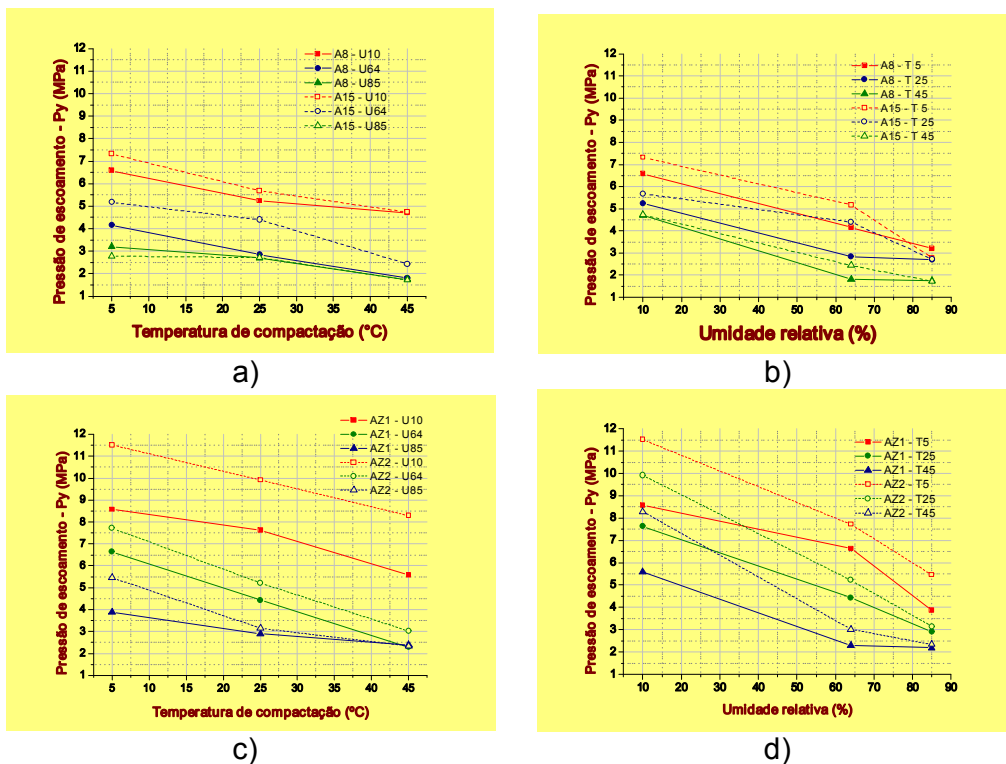 Pressão de escoamento - Py (MPa)
12
11
10
9
8
7
6
5
4
3
2
1
A8 - U10
A8 - U64
A8 - U85
A15 - U10
A15 - U64
A15 - U85
5 10 15 20 25 30 35 40 45
Temperatura de compactação (°C)
a)
Pressão de escoamento - Py (MPa)
12
11
10
9
8
7
6
5
4
3
2
1
A8 - T 5
A8 - T 25
A8 - T 45
A15 - T 5
A15 - T 25
A15 - T 45
10 20 30 40 50 60 70 80 90
Umidade relativa (%)
b)
Pressão de escoamento - Py (MPa)
12
11
10
9
8
7
6
5
4
3
2
1
AZ1 - U10
AZ1 - U64
AZ1 - U85
AZ2 - U10
AZ2 - U64
AZ2 - U85
5 10 15 20 25 30 35 40 45
Temperatura de compactação (ºC)
c)
Pressão de escoamento - Py (MPa)
12
11
10
9
8
7
6
5
4
3
2
1
AZ1 - T5
AZ1 - T25
AZ1 - T45
AZ2 - T5
AZ2 - T25
AZ2 - T45
10 20 30 40 50 60 70 80 90
Umidade relativa (%)
d)